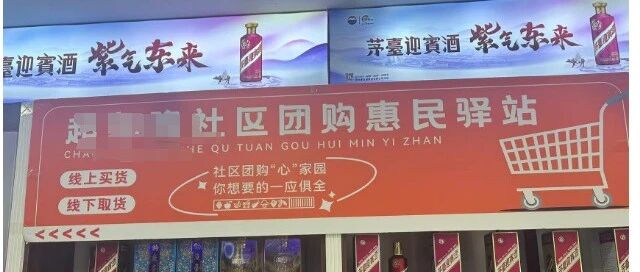 臺迎賓酒 紫气东来
茅臺迎賓酒 紫气东来
社区团购惠民驿站
QU TUAN GOU HUI MIN YI ZHAN
线上买货
线下取货
社区团购“心”家园
你想要的一应俱全